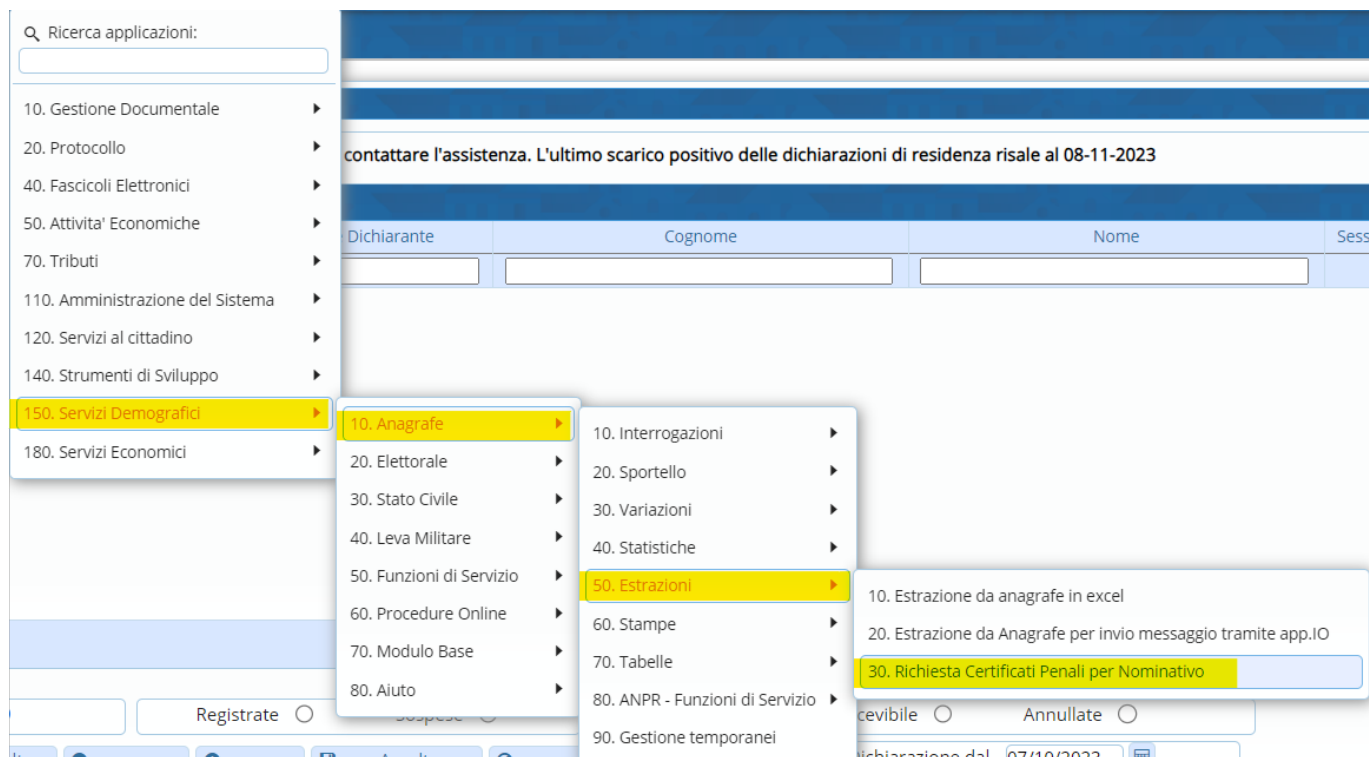 Ricerca applicazioni:
10. Gestione Documentale
20. Protocollo
40. Fascicoli Elettronici
50. Attivita' Economiche
70. Tributi
110. Amministrazione del Sistema
120. Servizi al cittadino
140. Strumenti di Sviluppo
150. Servizi Demografici
180. Servizi Economici
contattare l'assistenza. L'ultimo scarico positivo delle dichiarazioni di residenza risale al 08-11-2023
Dichiarante Cognome Nome Sess
10. Anagrafe
20. Elettorale
30. Stato Civile
40. Leva Militare
50. Funzioni di Servizio
60. Procedure Online
70. Modulo Base
80. Aiuto
10. Interrogazioni
20. Sportello
30. Variazioni
40. Statistiche
50. Estrazioni
60. Stampe
70. Tabelle
80. ANPR - Funzioni di Servizio
90. Gestione temporanei
10. Estrazione da anagrafe in excel
20. Estrazione da Anagrafe per invio messaggio tramite app.IO
30. Richiesta Certificati Penali per Nominativo
Registrate Sospese cevibile Annullate
07/10/2023